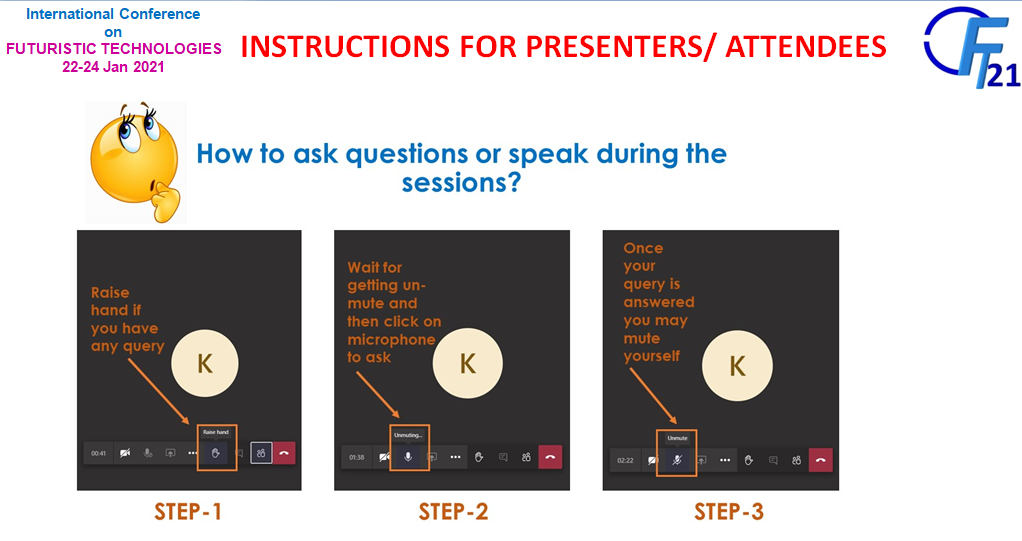 International Conference
on
FUTURISTIC TECHNOLOGIES
22-24 Jan 2021
INSTRUCTIONS FOR PRESENTERS/ ATTENDEES
FT
21
How to ask questions or speak during the
sessions?
Raise
hand if
you have
any query
K
Raise hand
00:41
STEP-1
Wait for
getting un-
mute and
then click on
microphone
to ask
K
Unmuting...
01:38
STEP-2
Once
your
query is
answered
you may
mute
yourself
K
Unmute
02:22
STEP-3